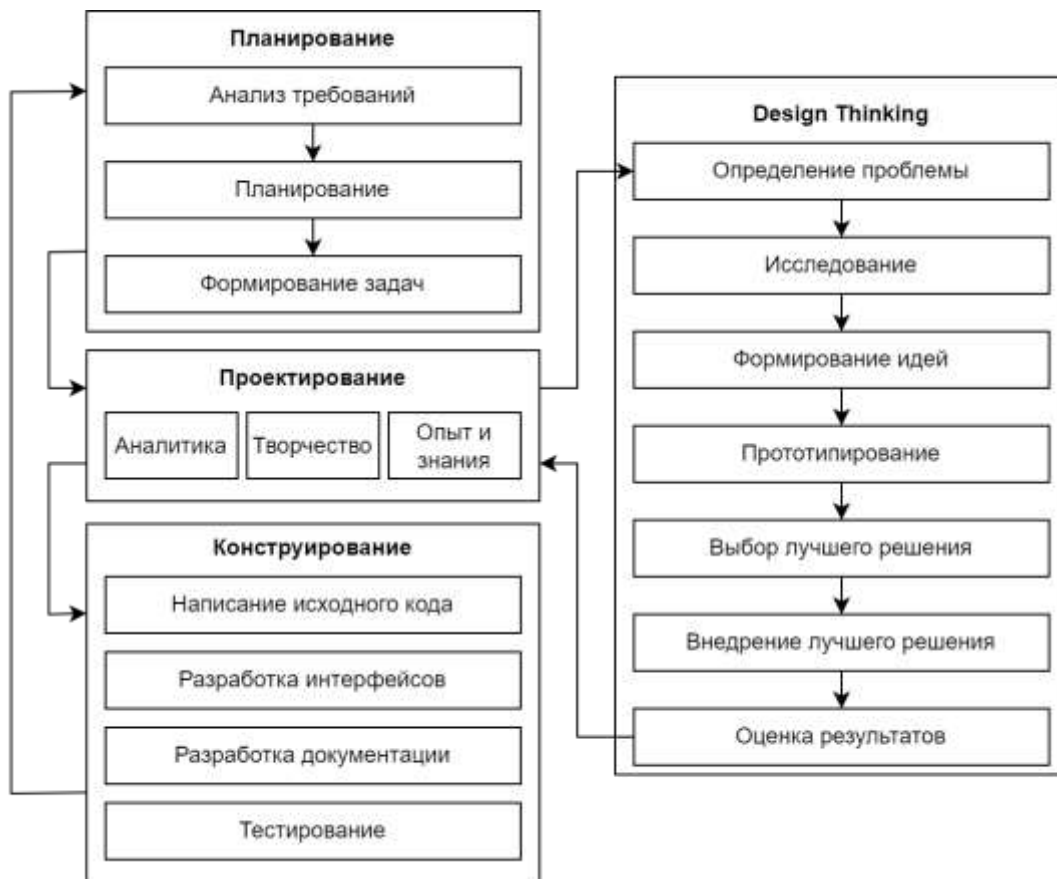 Планирование
Анализ требований
Планирование
Формирование задач
Проектирование
Аналитика
Творчество
Опыт и
знания
Конструирование
Написание исходного кода
Разработка интерфейсов
Разработка документации
Тестирование
Design Thinking
Определение проблемы
Исследование
Формирование идей
Прототипирование
Выбор лучшего решения
Внедрение лучшего решения
Оценка результатов